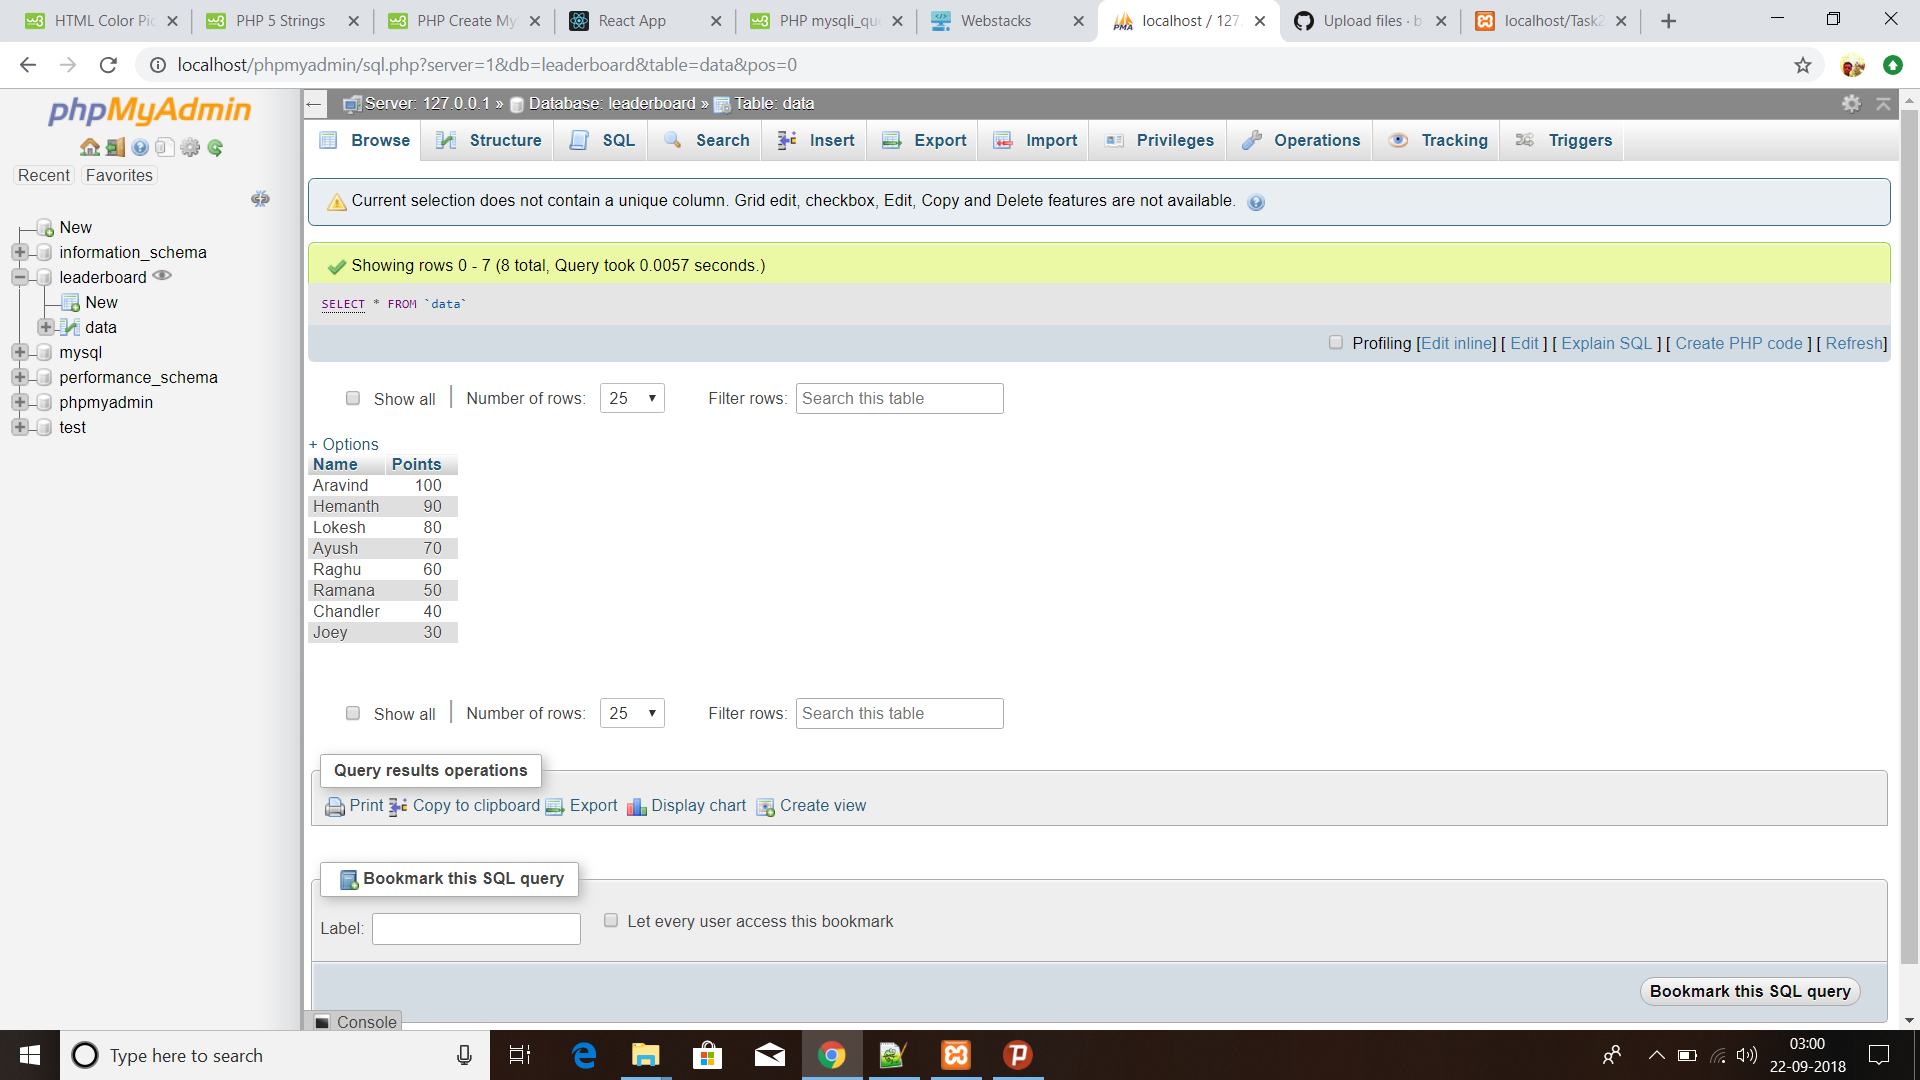 HTML Color Pic
PHP 5 Strings
PHP Create My
React App
PHP mysqli_que
Webstacks
localhost / 127.
Upload files · b
localhost/Task2
localhost/phpmyadmin/sql.php?server=1&db=leaderboard&table=data&pos=0
phpMyAdmin
Recent Favorites
New
information_schema
leaderboard
New
data
mysql
performance_schema
phpmyadmin
test
Server: 127.0.0.1 » Database: leaderboard » Table: data
Browse Structure SQL Search Insert Export Import Privileges Operations Tracking Triggers
Current selection does not contain a unique column. Grid edit, checkbox, Edit, Copy and Delete features are not available.
Showing rows 0 - 7 (8 total, Query took 0.0057 seconds.)
SELECT * FROM `data`
Profiling [Edit inline] [ Edit ] [ Explain SQL ] [ Create PHP code ] [ Refresh]
Show all Number of rows: 25 Filter rows: Search this table
+ Options
Name Points
Aravind 100
Hemanth 90
Lokesh 80
Ayush 70
Raghu 60
Ramana 50
Chandler 40
Joey 30
Show all Number of rows: 25 Filter rows: Search this table
Query results operations
Print Copy to clipboard Export Display chart Create view
Bookmark this SQL query
Label: Let every user access this bookmark
Bookmark this SQL query
Console
Type here to search
03:00
22-09-2018